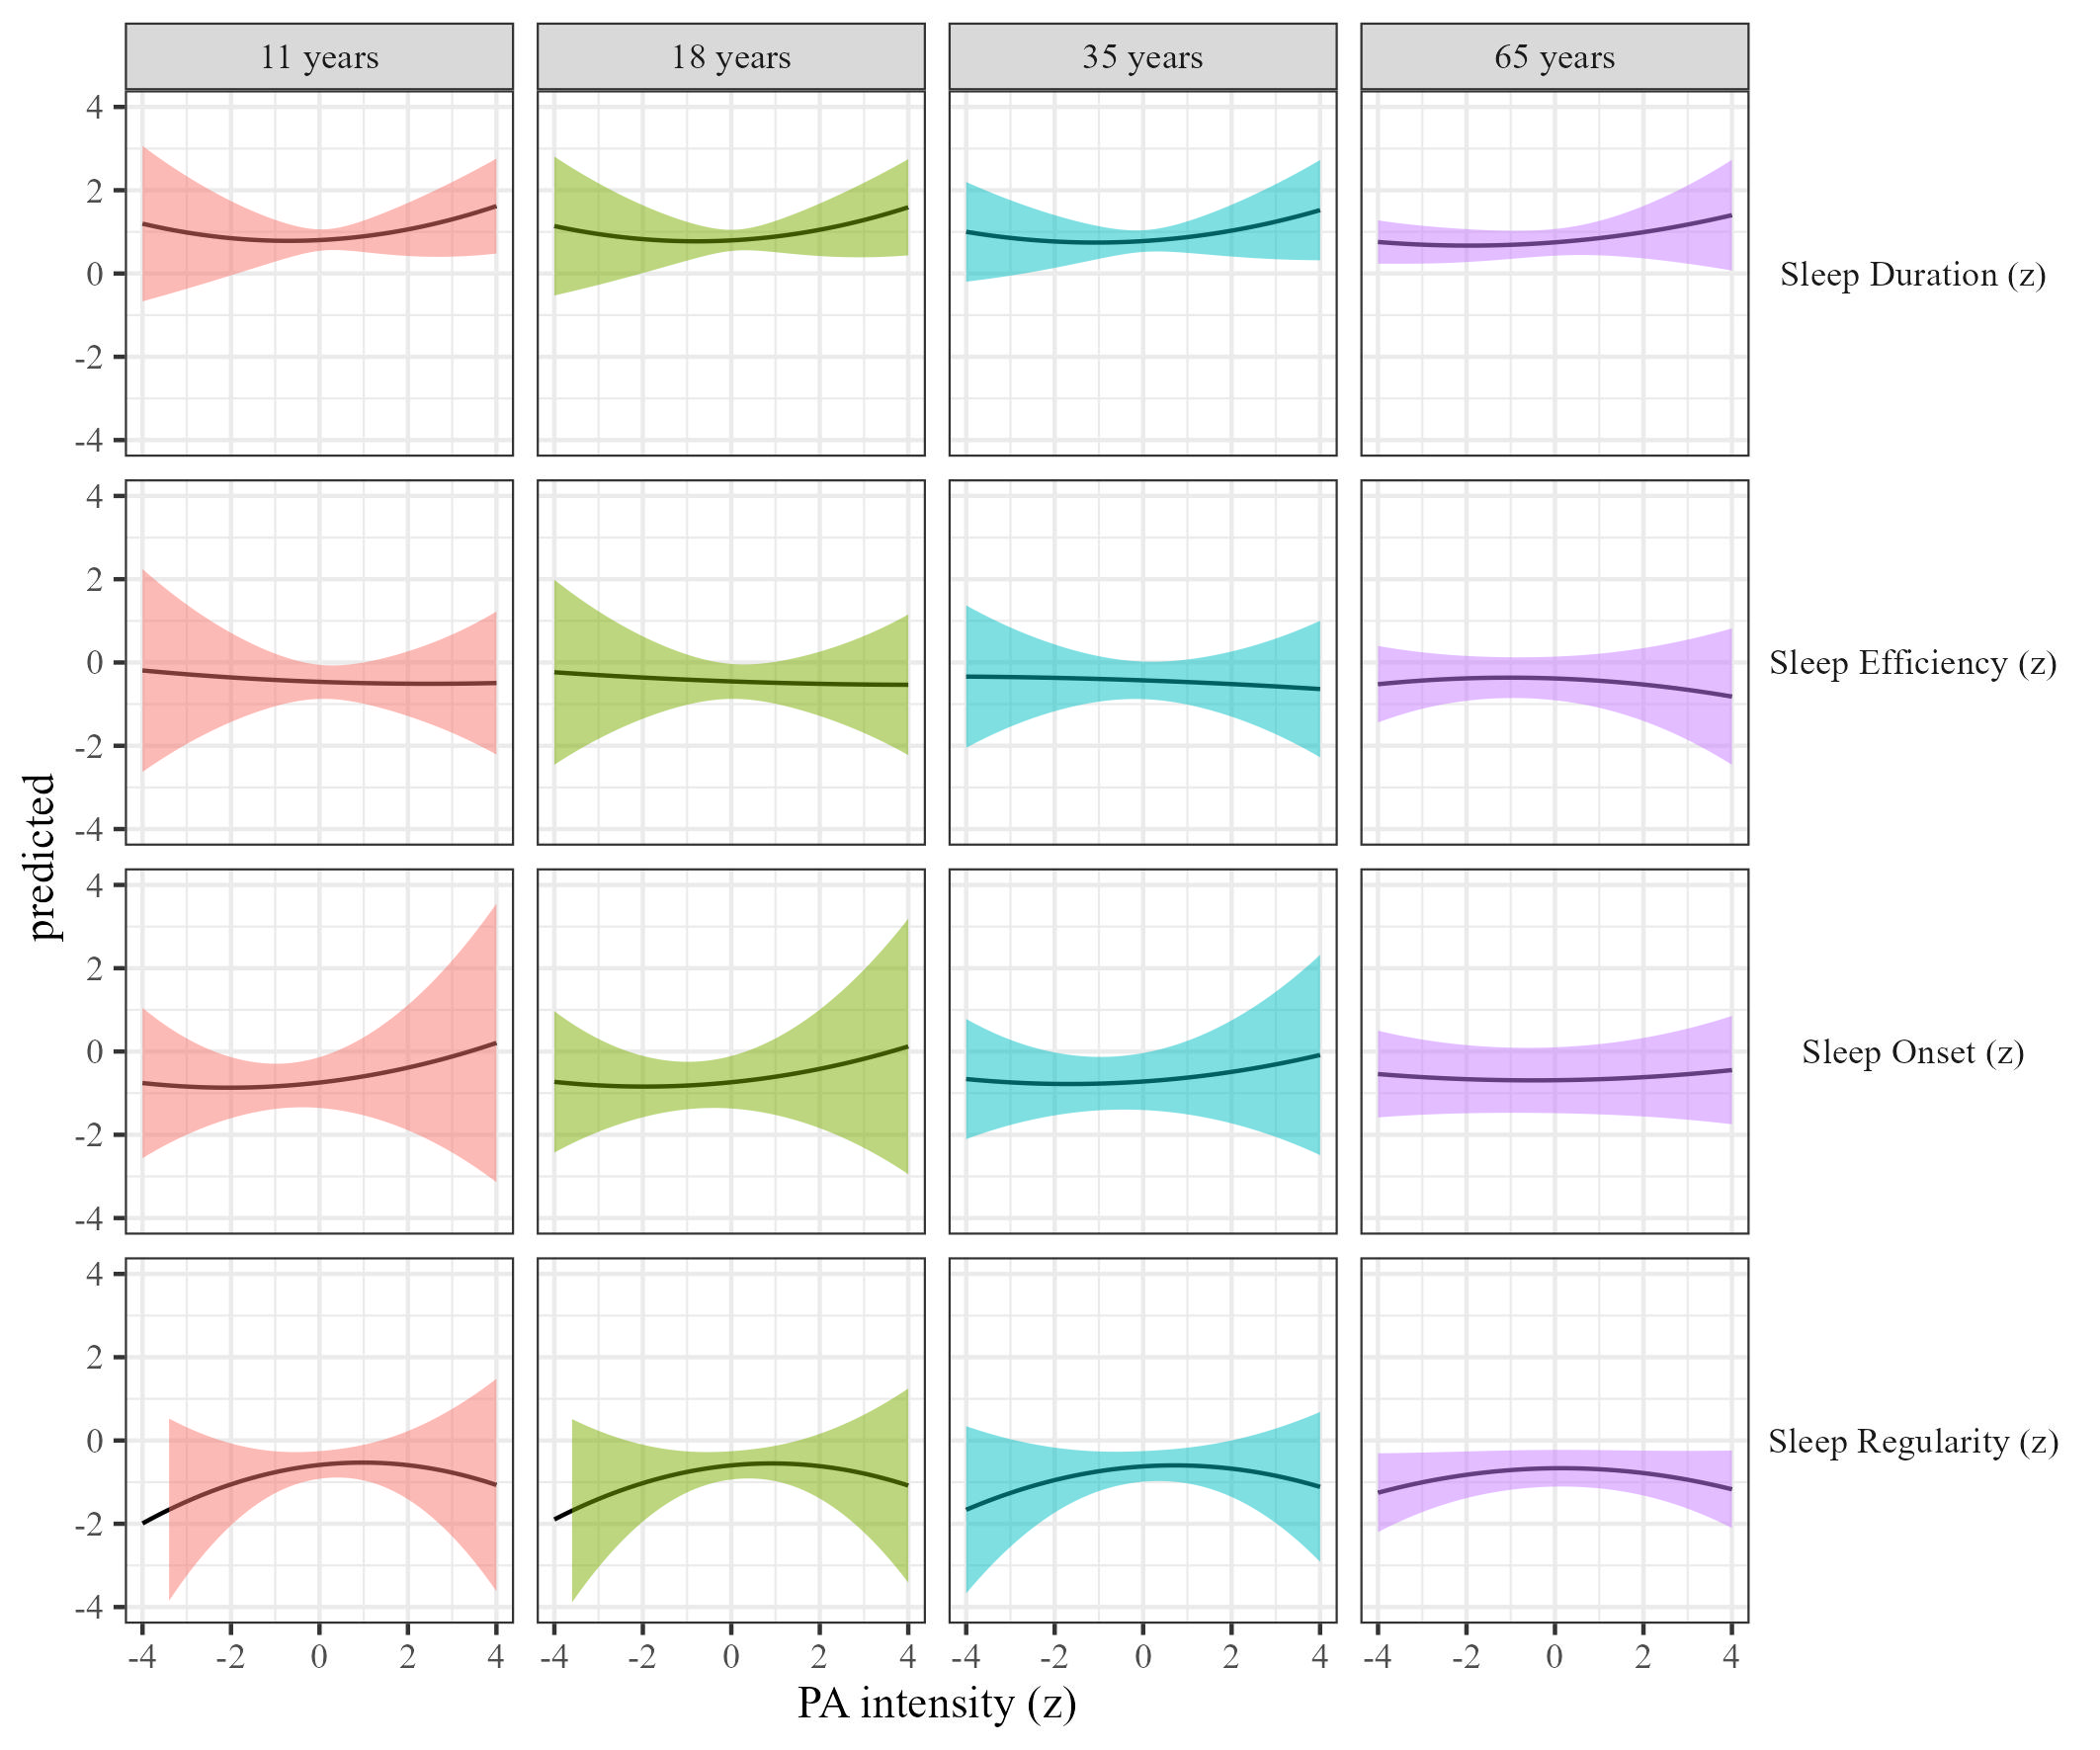 11 years 18 years 35 years 65 years
4
2
0
-2
-4
Sleep Duration (z)
4
2
0
-2
-4
Sleep Efficiency (z)
predicted
4
2
0
-2
-4
Sleep Onset (z)
4
2
0
-2
-4
Sleep Regularity (z)
-4 -2 0 2 4 -4 -2 0 2 4 -4 -2 0 2 4 -4 -2 0 2 4
PA intensity (z)